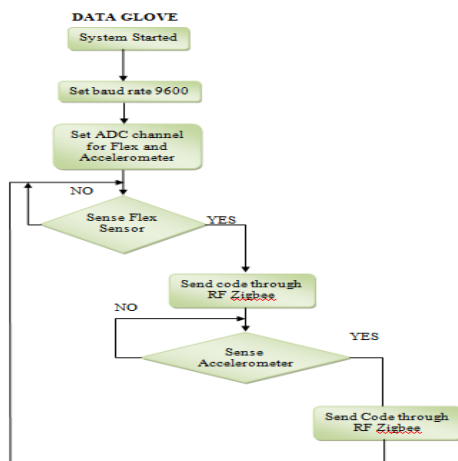 DATA GLOVE
System Started
Set baud rate 9600
Set ADC channel
for Flex and
Accelerometer
NO
Sense Flex
Sensor
YES
Send code through
RF Zigbee
NO
YES
Sense
Accelerometer
Send Code through
RF Zigbee